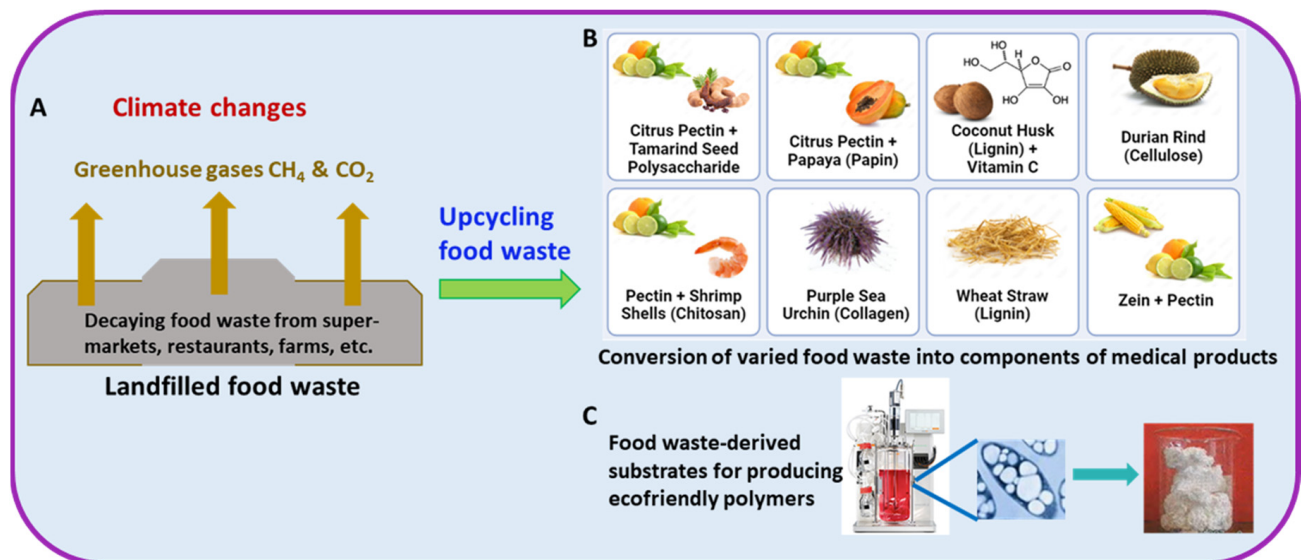 A
Climate changes
Greenhouse gases CH₄ & CO₂
Decaying food waste from super-
markets, restaurants, farms, etc.
Landfilled food waste
Upcycling
food waste
B
Citrus Pectin +
Tamarind Seed
Polysaccharide
Citrus Pectin +
Papaya (Papin)
HO
HO
H
O
O
HO
OH
Coconut Husk
(Lignin) +
Vitamin C
Durian Rind
(Cellulose)
Pectin + Shrimp
Shells (Chitosan)
Purple Sea
Urchin (Collagen)
Wheat Straw
(Lignin)
Zein + Pectin
Conversion of varied food waste into components of medical products
C
Food waste-derived
substrates for producing
ecofriendly polymers